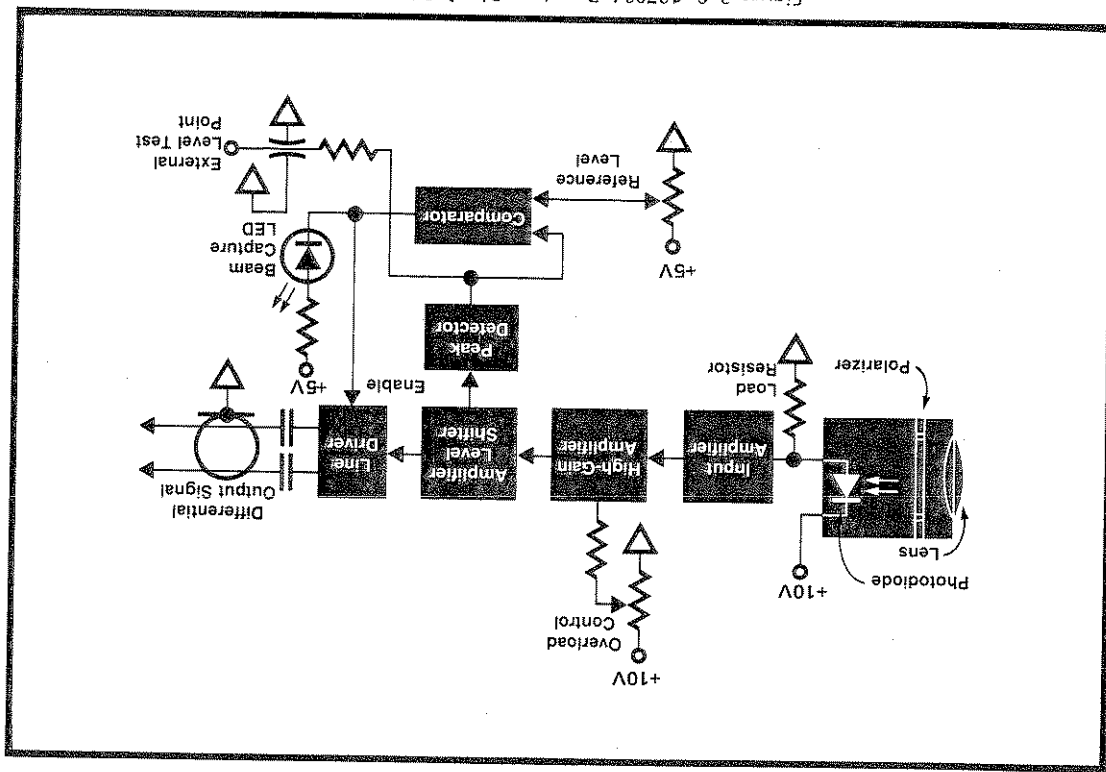 +10V
Overload
Control
+10V
Photodiode
Lens
Polarizer
Load
Resistor
Input
Amplifier
High-Gain
Amplifier
Amplifier
Level
Shifter
Line
Driver
Differential
Output Signal
Enable
+5V
Peak
Detector
Beam
Capture
LED
+5V
Reference
Level
Comparator
External
Level Test
Point
Figure